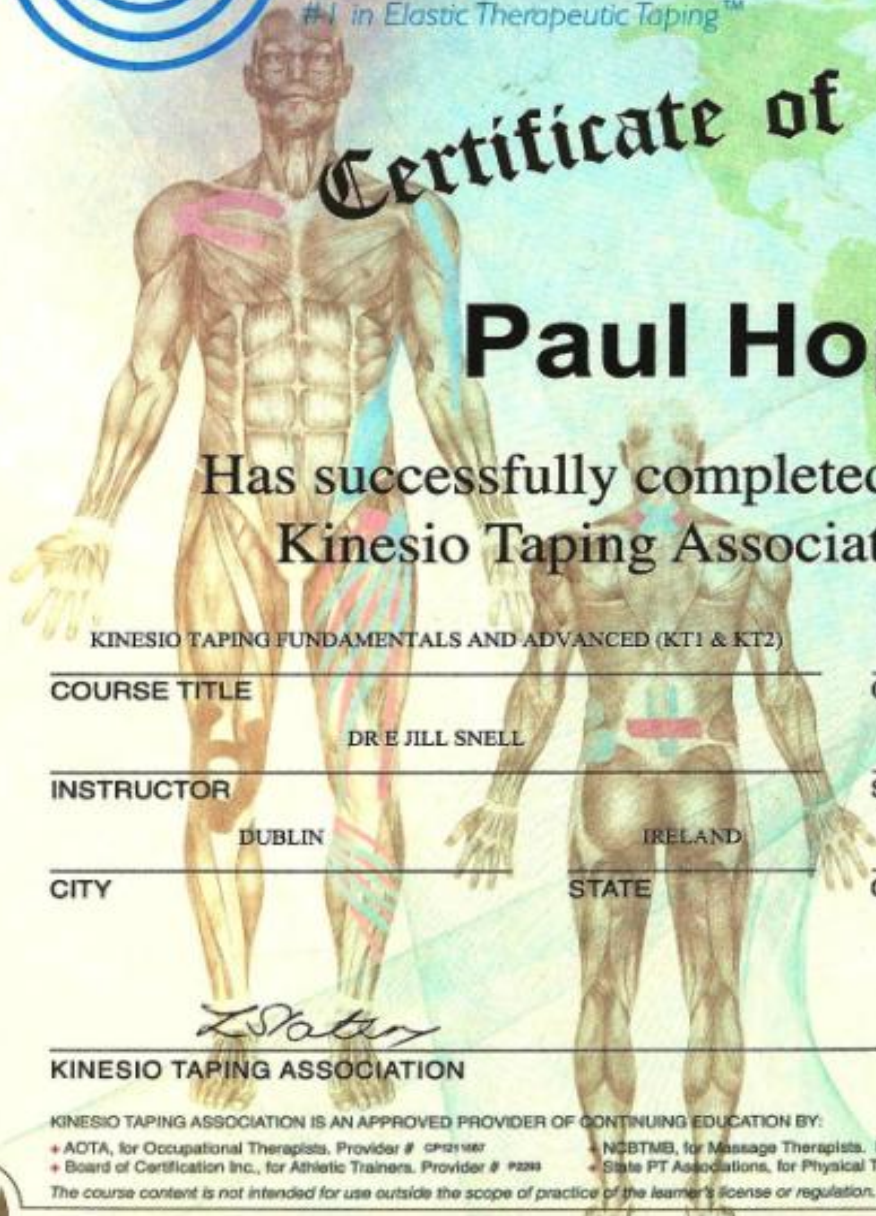 #1 in Elastic Therapeutic Taping™
Certificate of
Paul Ho
Has successfully completed
Kinesio Taping Associat
KINESIO TAPING FUNDAMENTALS AND ADVANCED (KT1 & KT2)
COURSE TITLE
DR E JILL SNELL
INSTRUCTOR
DUBLIN IRELAND
CITY STATE
KINESIO TAPING ASSOCIATION
KINESIO TAPING ASSOCIATION IS AN APPROVED PROVIDER OF CONTINUING EDUCATION BY:
+ AOTA, for Occupational Therapists. Provider # + NCBTMB, for Massage Therapists.
+ Board of Certification Inc., for Athletic Trainers. Provider # P2293 + State PT Associations, for Physical T
The course content is not intended for use outside the scope of practice of the learner's license or regulation.